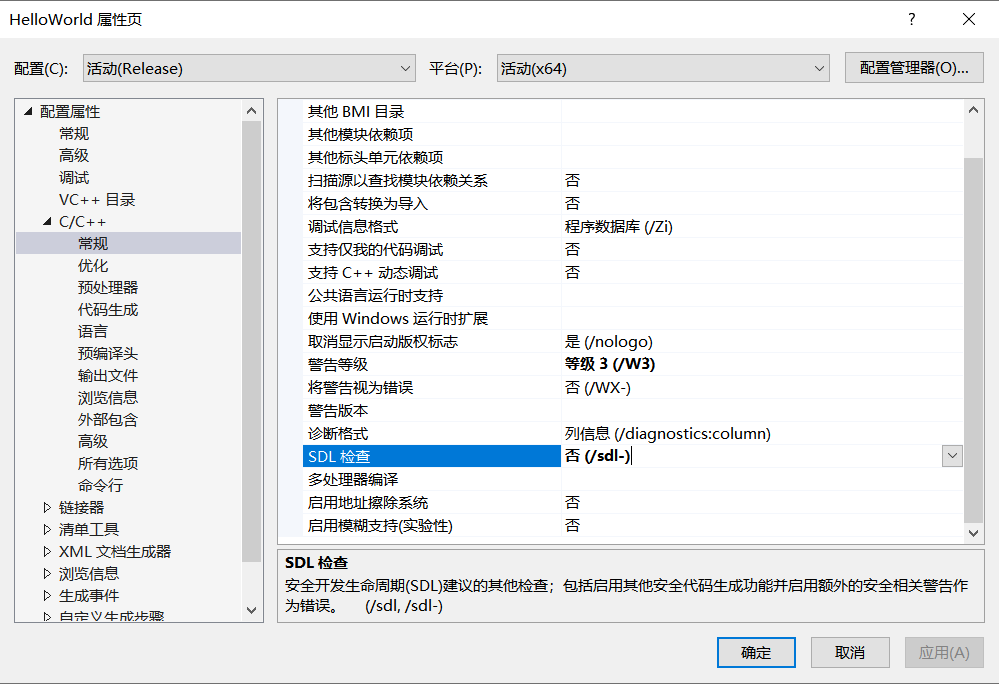 HelloWorld 属性页
?
配置(C): 活动(Release) 平台(P): 活动(x64) 配置管理器(O)...
配置属性
常规
高级
调试
VC++ 目录
C/C++
常规
优化
预处理器
代码生成
语言
预编译头
输出文件
浏览信息
外部包含
高级
所有选项
命令行
链接器
清单工具
XML 文档生成器
浏览信息
生成事件
自定义生成步骤
其他 BMI 目录
其他模块依赖项
其他标头单元依赖项
扫描源以查找模块依赖关系 否
将包含转换为导入 否
调试信息格式 程序数据库 (/Zi)
支持仅我的代码调试 否
支持 C++ 动态调试 否
公共语言运行时支持
使用 Windows 运行时扩展
取消显示启动版权标志 是 (/nologo)
警告等级 等级 3 (/W3)
将警告视为错误 否 (/WX-)
警告版本
诊断格式 列信息 (/diagnostics:column)
SDL 检查 否 (/sdl-)
多处理器编译
启用地址擦除系统 否
启用模糊支持(实验性) 否
SDL 检查
安全开发生命周期(SDL)建议的其他检查；包括启用其他安全代码生成功能并启用额外的安全相关警告作
为错误。 (/sdl, /sdl-)
确定 取消 应用(A)